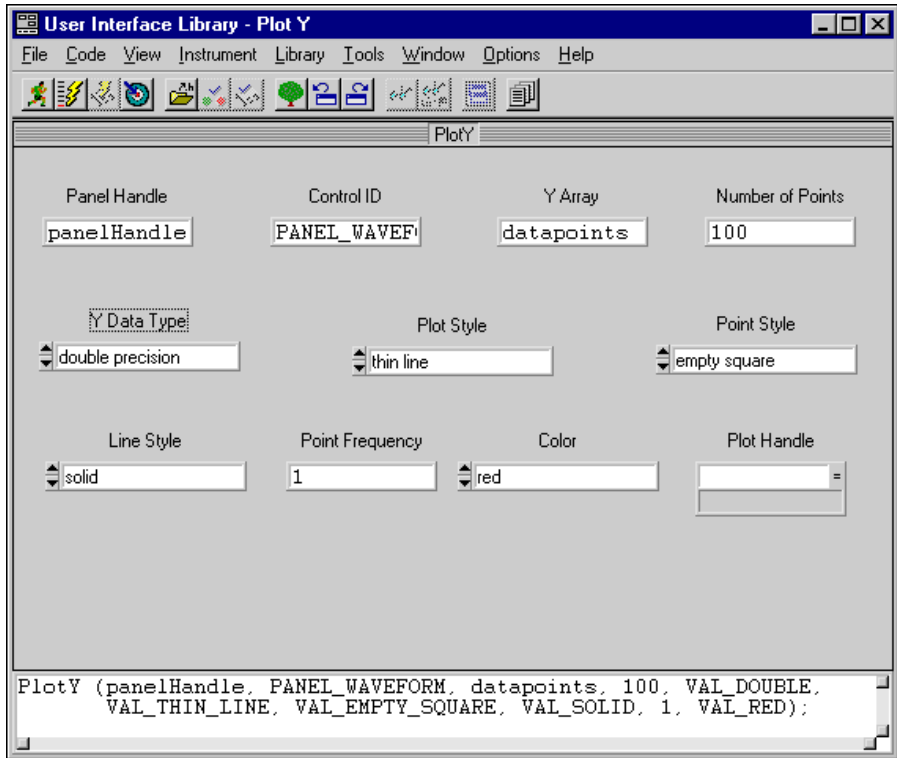 User Interface Library - Plot Y
File Code View Instrument Library Tools Window Options Help
PlotY
Panel Handle Control ID Y Array Number of Points
panelHandle PANEL_WAVEF datapoints 100
Y Data Type Plot Style Point Style
double precision thin line empty square
Line Style Point Frequency Color Plot Handle
solid 1 red =
PlotY (panelHandle, PANEL_WAVEFORM, datapoints, 100, VAL_DOUBLE,
VAL_THIN_LINE, VAL_EMPTY_SQUARE, VAL_SOLID, 1, VAL_RED);